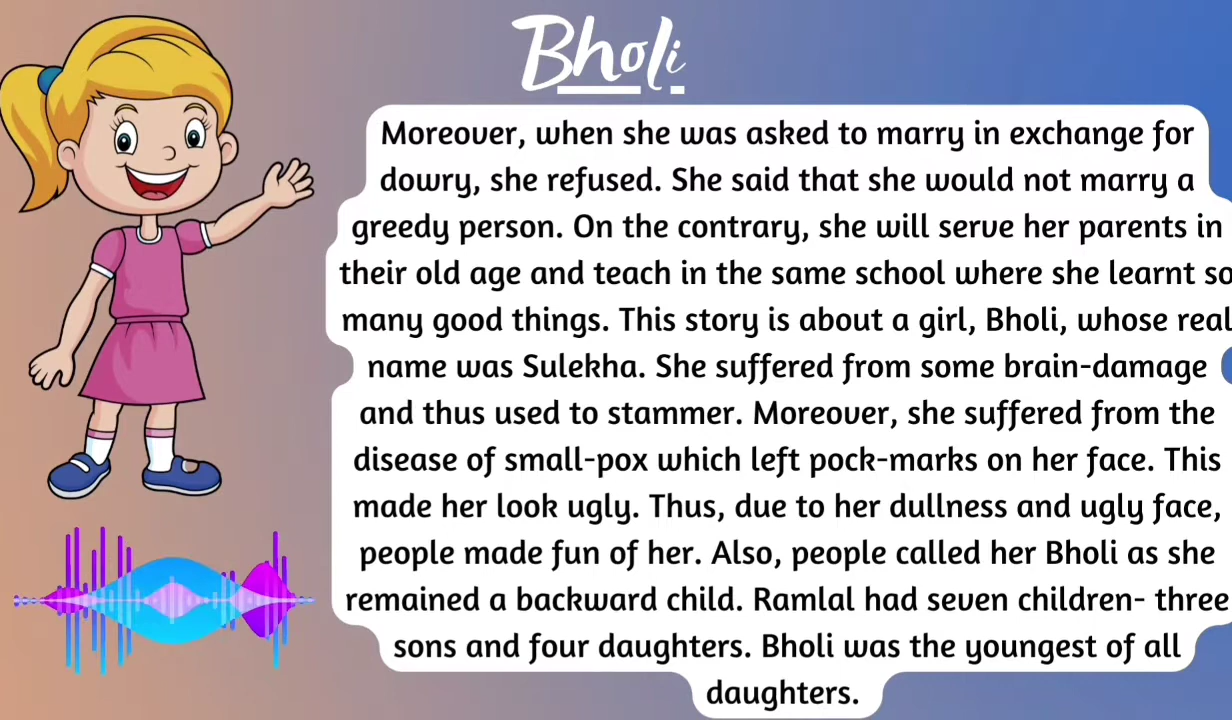 Bholi
Moreover, when she was asked to marry in exchange for
dowry, she refused. She said that she would not marry a
greedy person. On the contrary, she will serve her parents in
their old age and teach in the same school where she learnt so
many good things. This story is about a girl, Bholi, whose real
name was Sulekha. She suffered from some brain-damage
and thus used to stammer. Moreover, she suffered from the
disease of small-pox which left pock-marks on her face. This
made her look ugly. Thus, due to her dullness and ugly face,
people made fun of her. Also, people called her Bholi as she
remained a backward child. Ramlal had seven children- three
sons and four daughters. Bholi was the youngest of all
daughters.